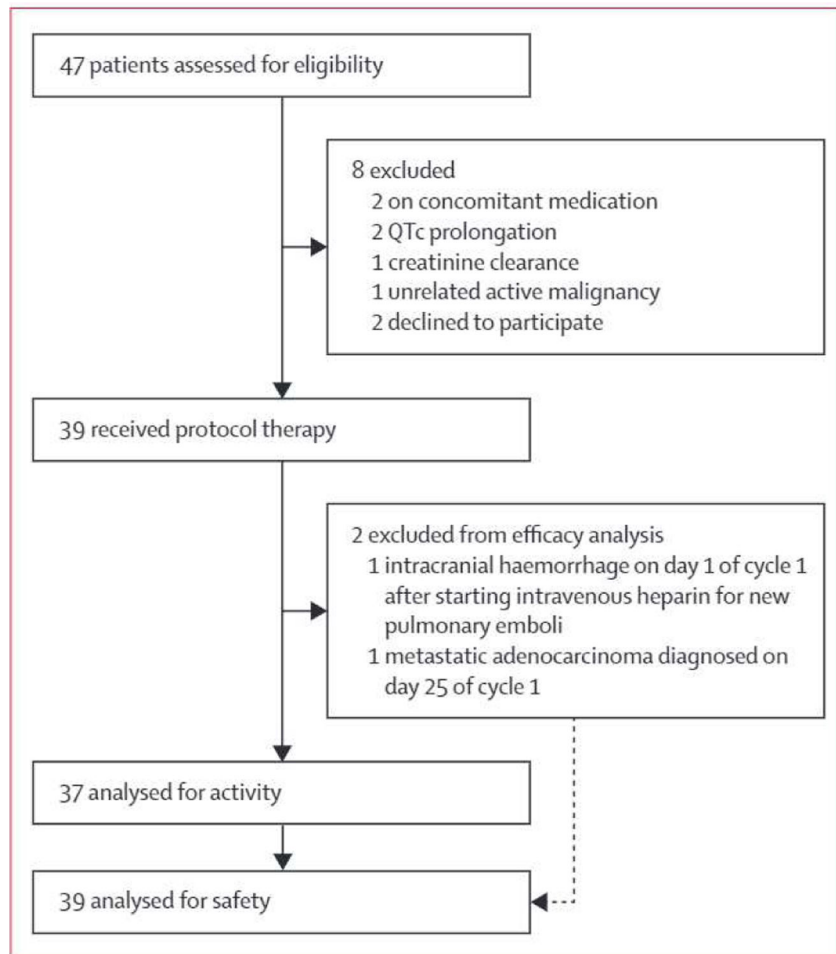 47 patients assessed for eligibility
8 excluded
2 on concomitant medication
2 QTc prolongation
1 creatinine clearance
1 unrelated active malignancy
2 declined to participate
39 received protocol therapy
2 excluded from efficacy analysis
1 intracranial haemorrhage on day 1 of cycle 1
after starting intravenous heparin for new
pulmonary emboli
1 metastatic adenocarcinoma diagnosed on
day 25 of cycle 1
37 analysed for activity
39 analysed for safety